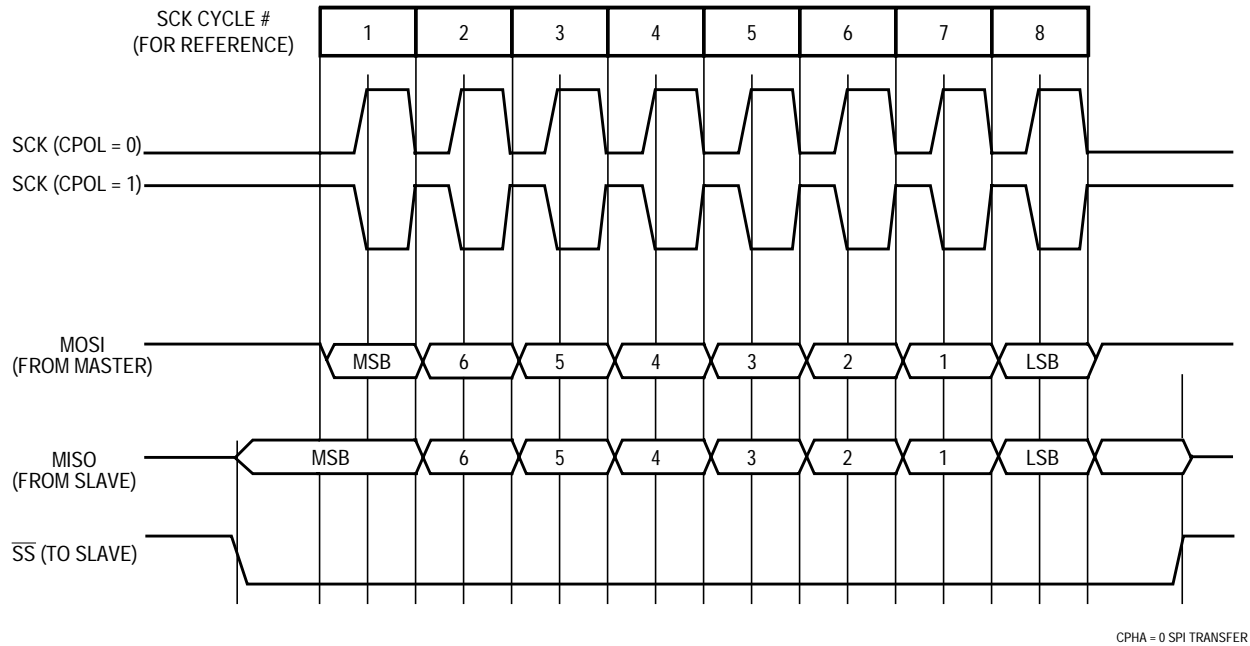 SCK CYCLE #
(FOR REFERENCE)
1 2 3 4 5 6 7 8
SCK (CPOL = 0)
SCK (CPOL = 1)
MOSI
(FROM MASTER)
MSB 6 5 4 3 2 1 LSB
MISO
(FROM SLAVE)
MSB 6 5 4 3 2 1 LSB
SS (TO SLAVE)
CPHA = 0 SPI TRANSFER